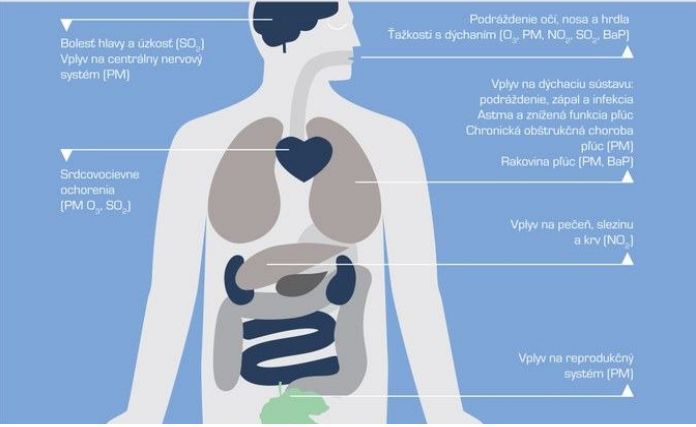 Bolesť hlavy a úzkosť (SO₂)
Vplyv na centrálny nervový
systém (PM)
Srdcovocievne
ochorenia
(PM O₃, SO₂)
Podráždenie očí, nosa a hrdla
Ťažkosti s dýchaním (O₃, PM, NO₂, SO₂, BaP)
Vplyv na dýchaciu sústavu:
podráždenie, zápal a infekcia
Astma a znížená funkcia pľúc
Chronická obštrukčná choroba
pľúc (PM)
Rakovina pľúc (PM, BaP)
Vplyv na pečeň, slezinu
a krv (NO₂)
Vplyv na reprodukčný
systém (PM)